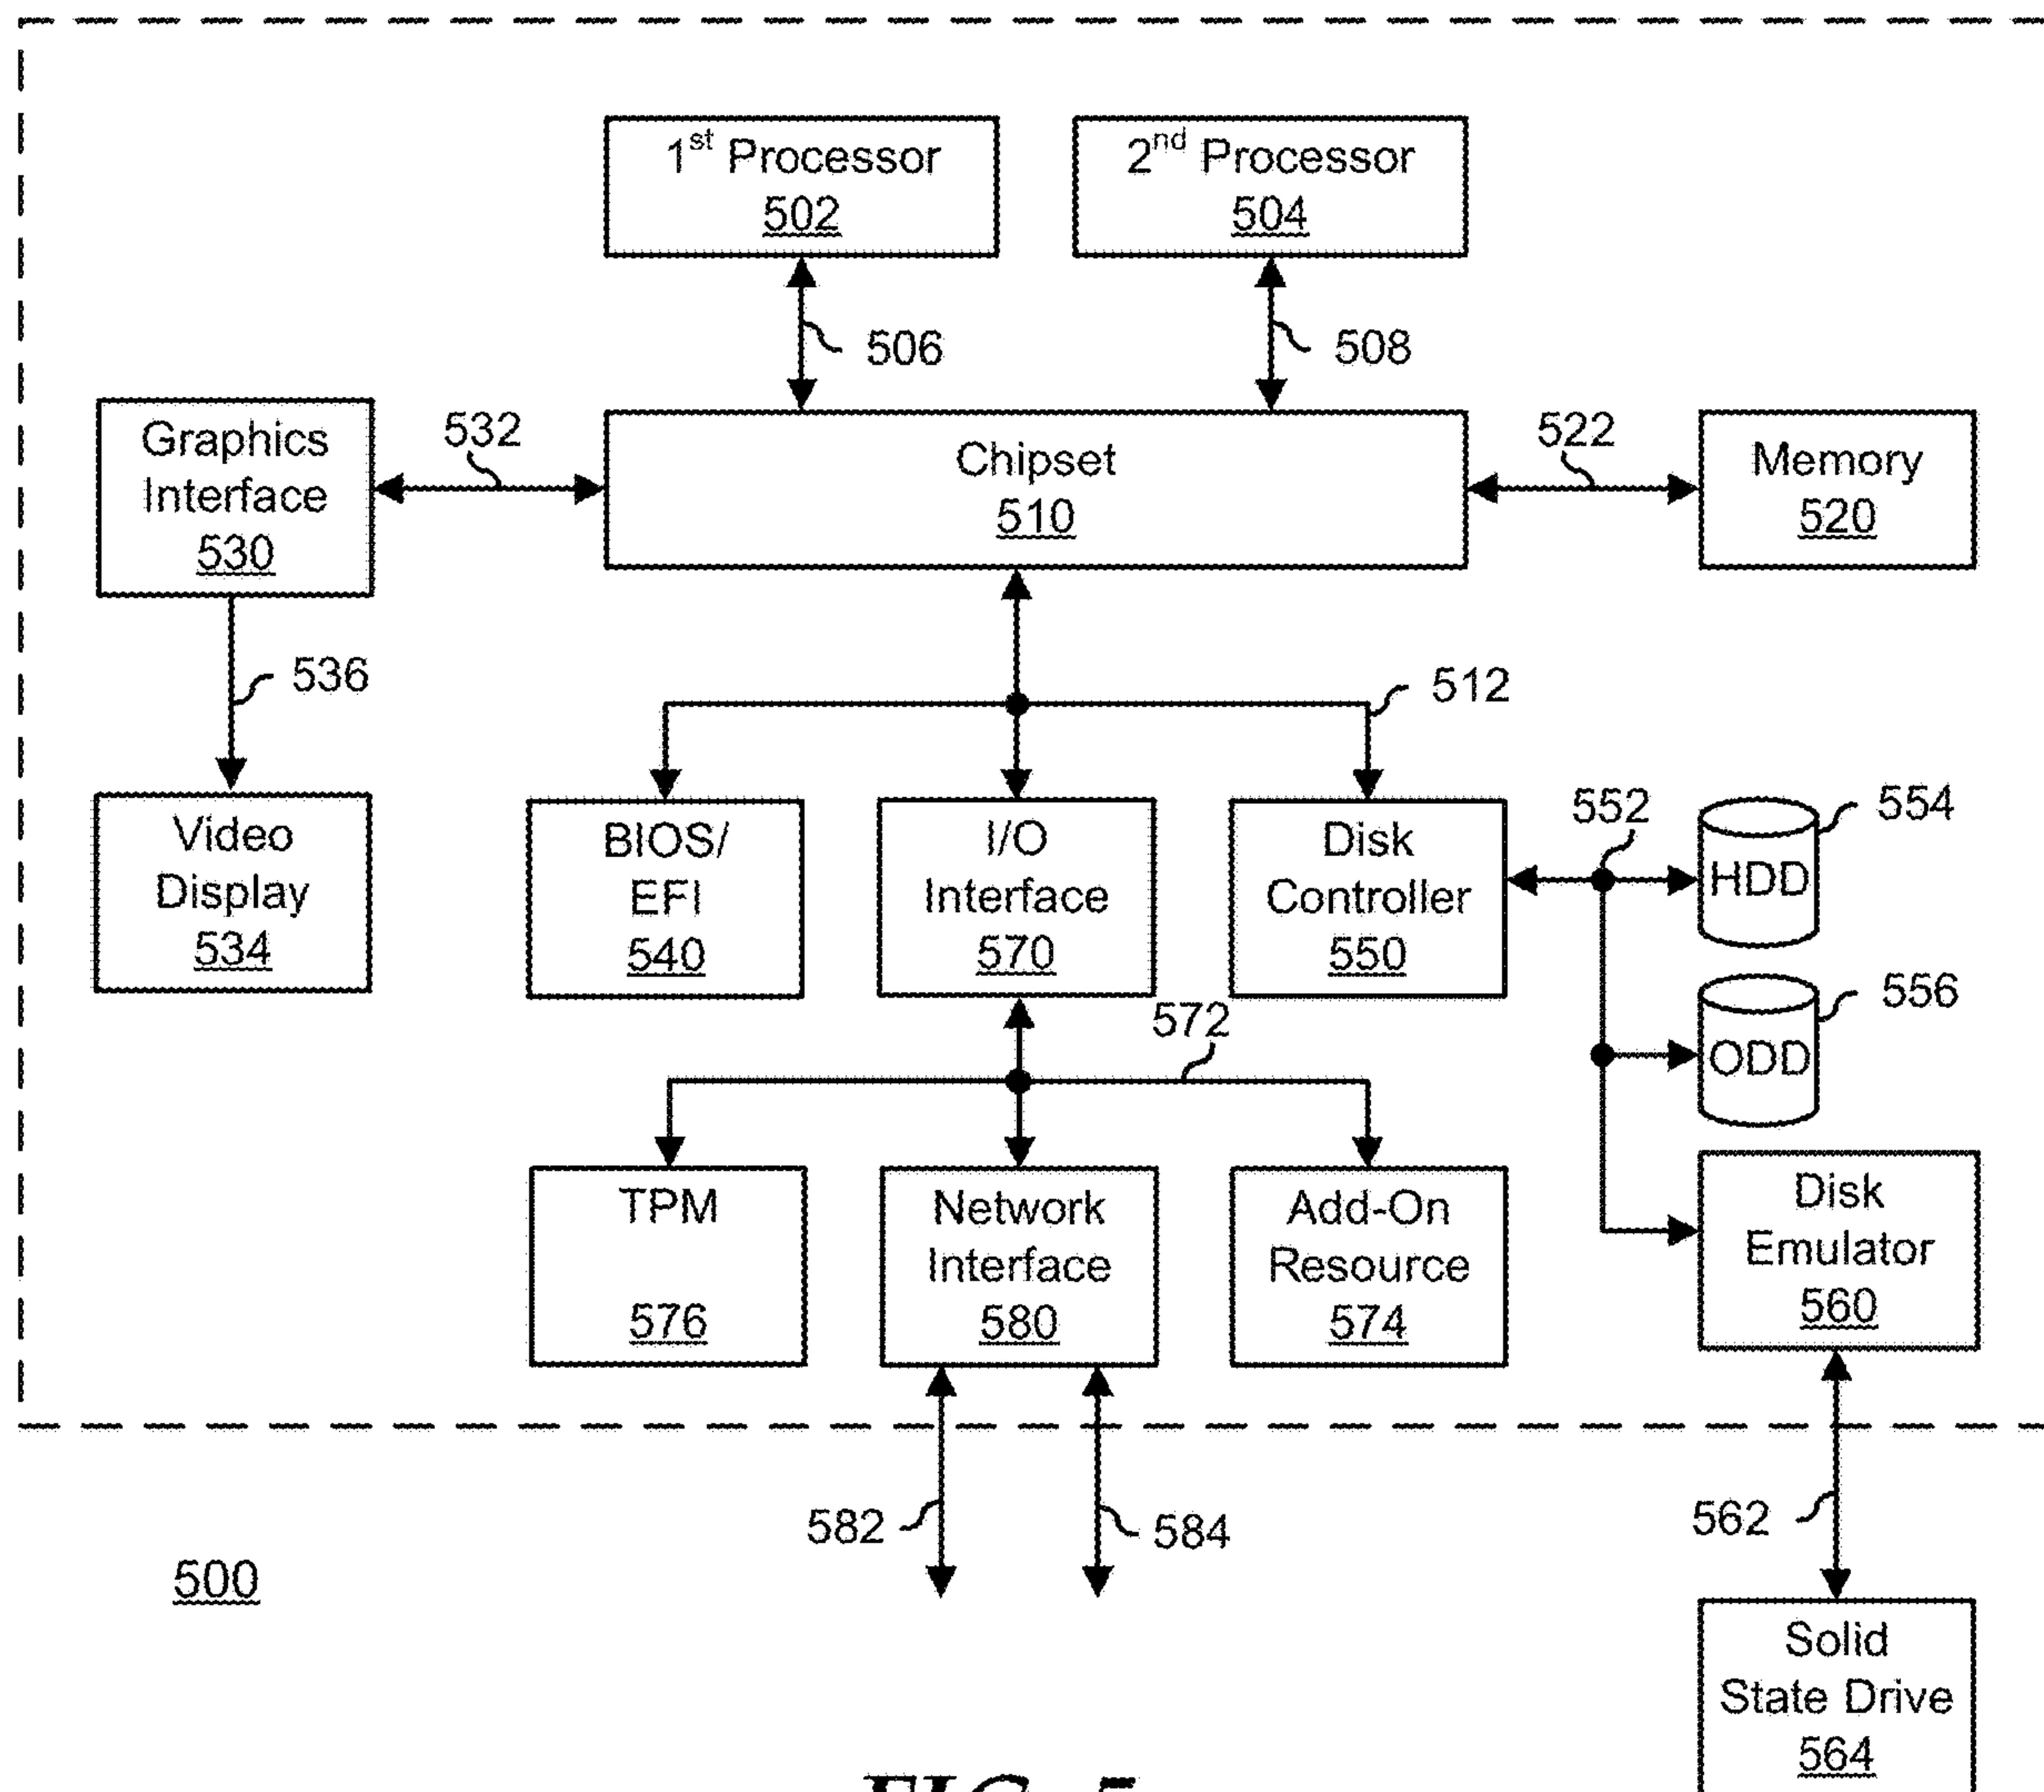 1st Processor
502
2nd Processor
504
506
508
Graphics
Interface
530
532
Chipset
510
522
Memory
520
536
512
Video
Display
534
BIOS/
EFI
540
I/O
Interface
570
Disk
Controller
550
552
HDD
554
ODD
556
572
TPM
576
Network
Interface
580
Add-On
Resource
574
Disk
Emulator
560
582
584
562
500
Solid
State Drive
564
FIG. 5